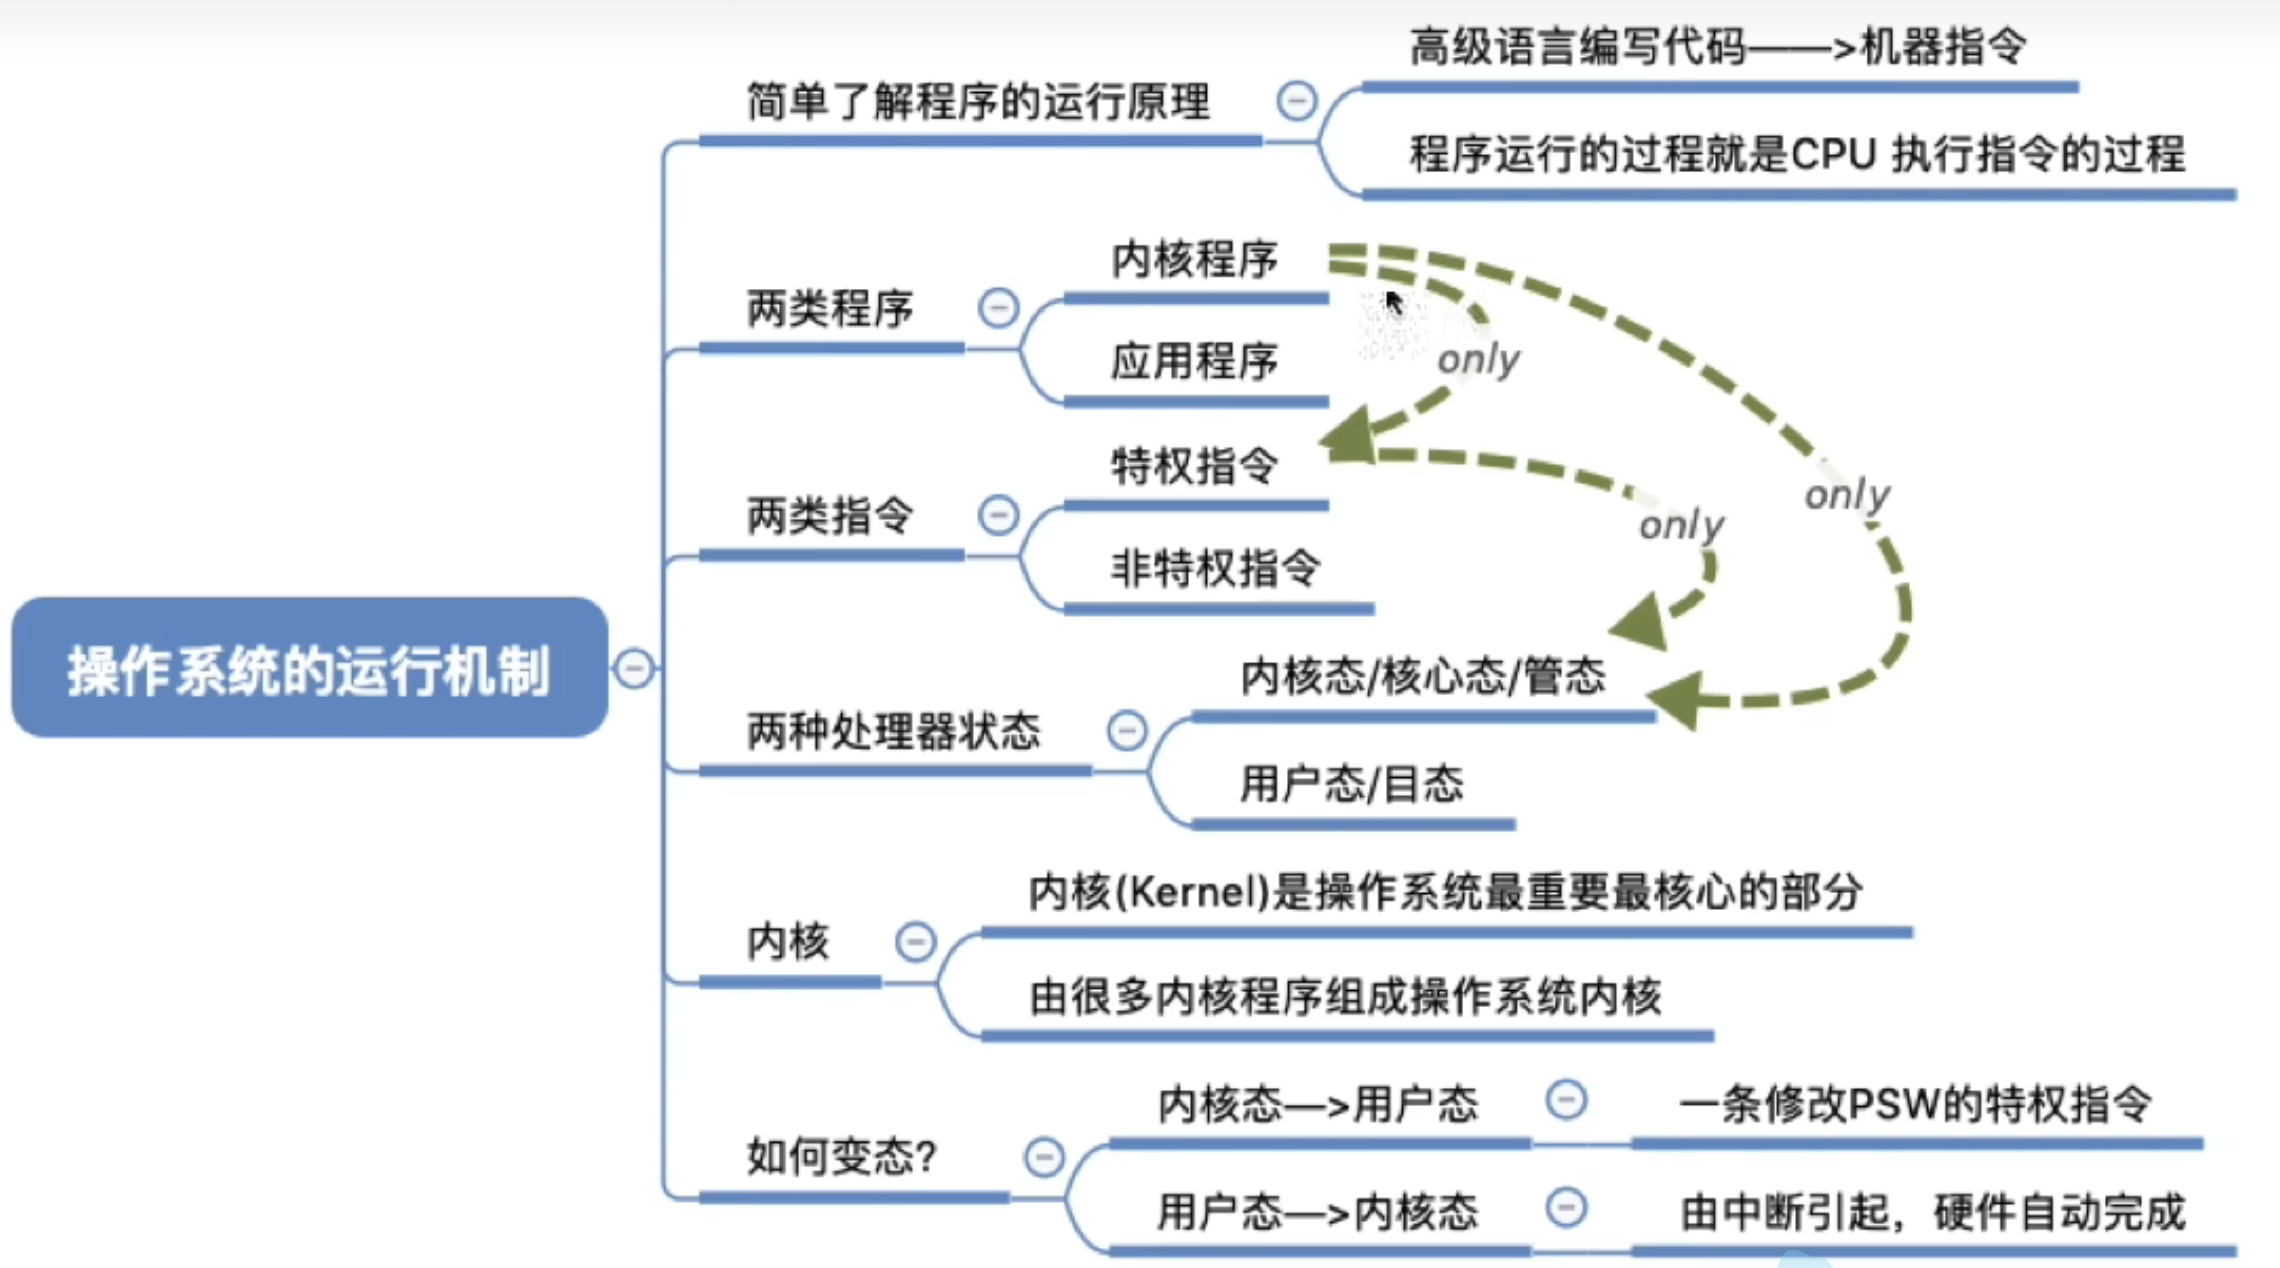 高级语言编写代码——>机器指令
简单了解程序的运行原理
程序运行的过程就是CPU 执行指令的过程
内核程序
两类程序
应用程序
only
特权指令
两类指令
only
only
非特权指令
操作系统的运行机制
内核态/核心态/管态
两种处理器状态
用户态/目态
内核(Kernel)是操作系统最重要最核心的部分
内核
由很多内核程序组成操作系统内核
内核态—>用户态
一条修改PSW的特权指令
如何变态?
用户态—>内核态
由中断引起，硬件自动完成